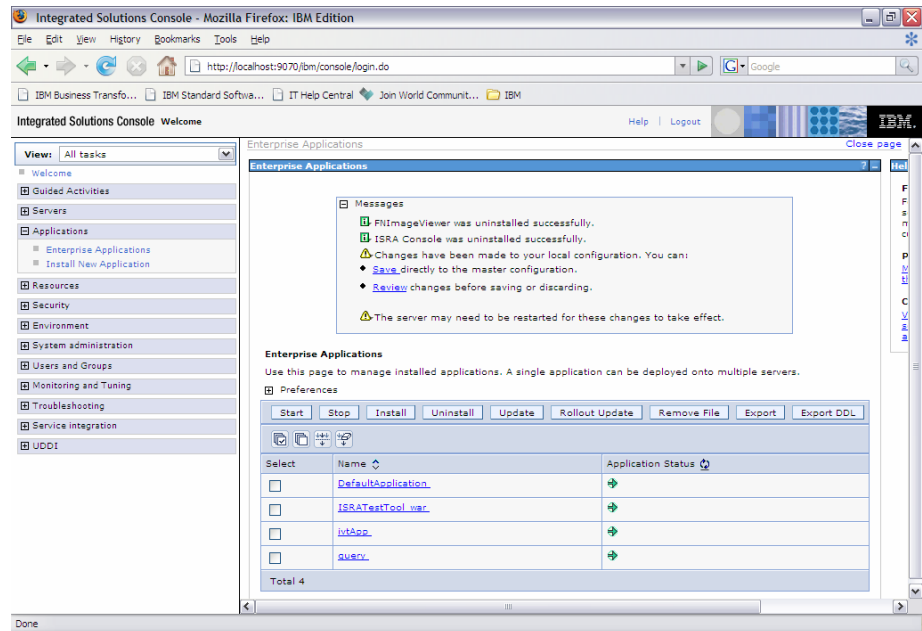 Integrated Solutions Console - Mozilla Firefox: IBM Edition
File Edit View History Bookmarks Tools Help
http://localhost:9070/ibm/console/login.do
G Google
IBM Business Transfo... IBM Standard Softwa... IT Help Central Join World Communit... IBM
Integrated Solutions Console Welcome Help | Logout IBM.
View: All tasks
Welcome
Guided Activities
Servers
Applications
Enterprise Applications
Install New Application
Resources
Security
Environment
System administration
Users and Groups
Monitoring and Tuning
Troubleshooting
Service integration
UDDI
Enterprise Applications Close page
Enterprise Applications ? Hel
Messages
FNImageViewer was uninstalled successfully.
ISRA Console was uninstalled successfully.
Changes have been made to your local configuration. You can:
Save directly to the master configuration.
Review changes before saving or discarding.
The server may need to be restarted for these changes to take effect.
Enterprise Applications
Use this page to manage installed applications. A single application can be deployed onto multiple servers.
Preferences
Start Stop Install Uninstall Update Rollout Update Remove File Export Export DDL
Select Name Application Status
DefaultApplication
ISRATestTool_war
ivtApp
query
Total 4
Done